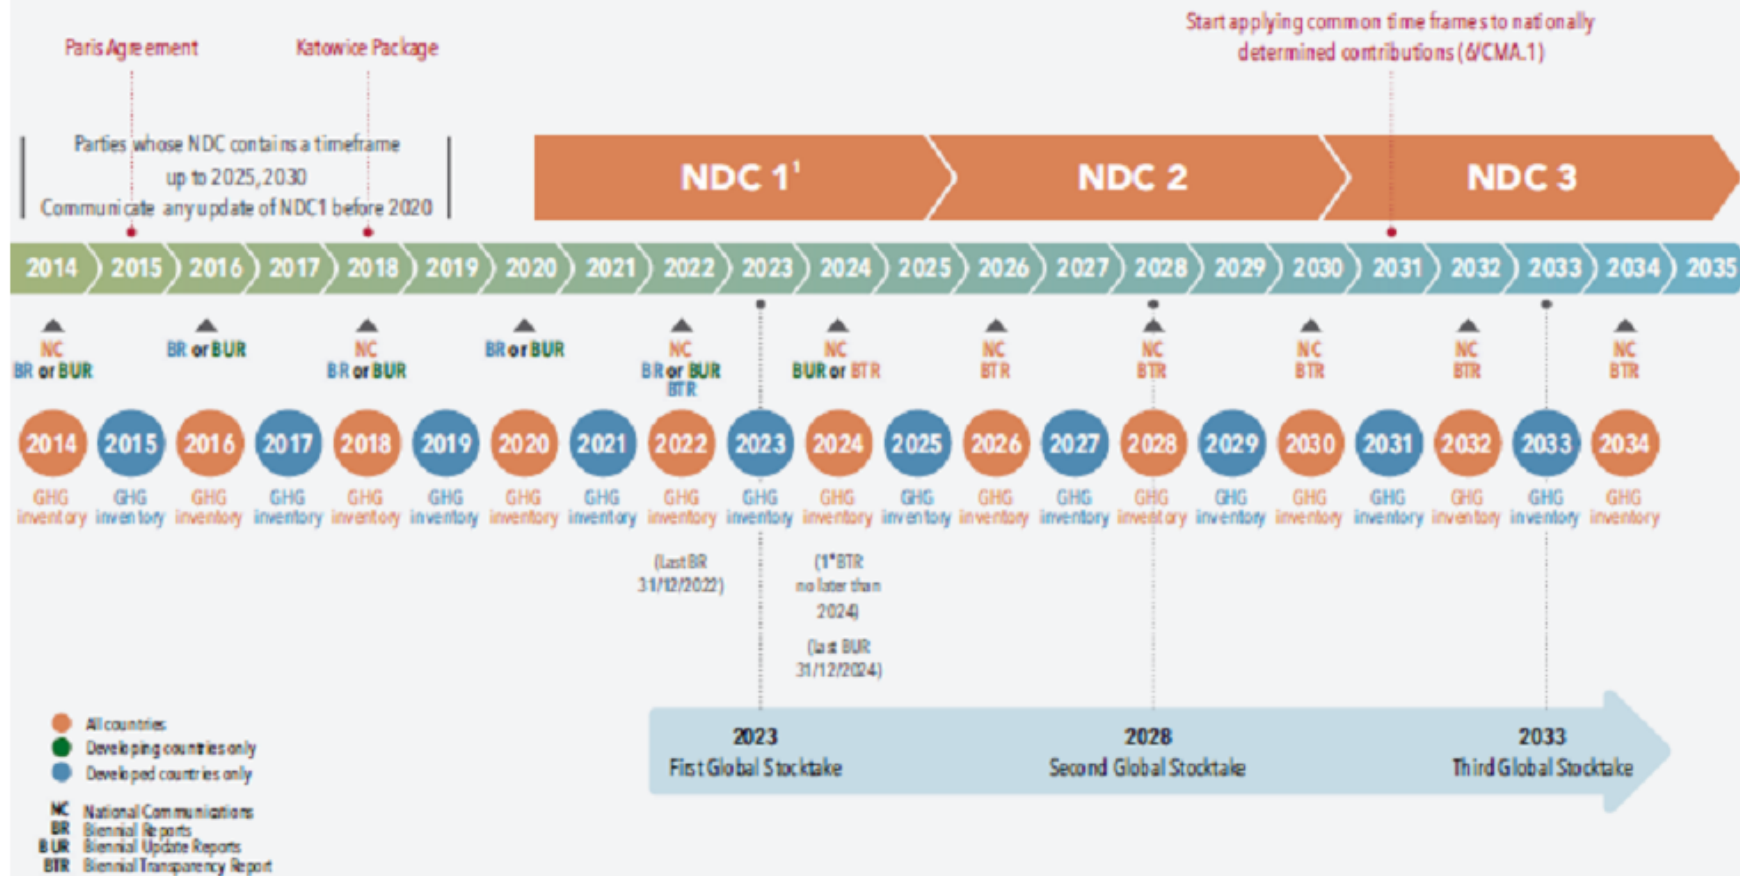 Start applying common time frames to nationally
determined contributions (6/CMA.1)
Paris Agreement
Katowice Package
Parties whose NDC contains a timeframe
up to 2025, 2030
Communicate any update of NDC1 before 2020
NDC 1¹
NDC 2
NDC 3
2014 2015 2016 2017 2018 2019 2020 2021 2022 2023 2024 2025 2026 2027 2028 2029 2030 2031 2032 2033 2034 2035
NC
BR or BUR
BR or BUR
NC
BR or BUR
BR or BUR
NC
BR or BUR
BTR
NC
BUR or BTR
NC
BTR
NC
BTR
NC
BTR
NC
BTR
NC
BTR
2014 2015 2016 2017 2018 2019 2020 2021 2022 2023 2024 2025 2026 2027 2028 2029 2030 2031 2032 2033 2034
GHG GHG GHG GHG GHG GHG GHG GHG GHG GHG GHG GHG GHG GHG GHG GHG GHG GHG GHG GHG GHG
inventory inventory inventory inventory inventory inventory inventory inventory inventory inventory inventory inventory inventory inventory inventory inventory inventory inventory inventory inventory inventory
(Last BR
31/12/2022)
(1st BTR
no later than
2024)
(last BUR
31/12/2024)
2023
First Global Stocktake
2028
Second Global Stocktake
2033
Third Global Stocktake
All countries
Developing countries only
Developed countries only
NC National Communications
BR Biennial Reports
BUR Biennial Update Reports
BTR Biennial Transparency Report